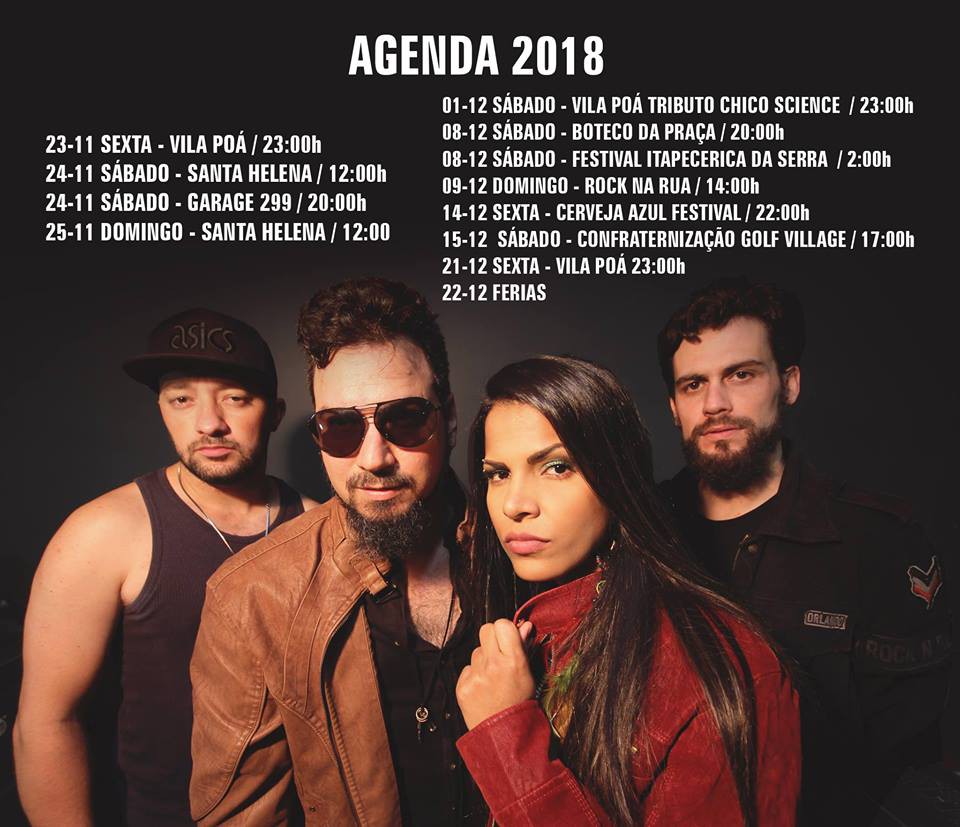 AGENDA 2018
23-11 SEXTA - VILA POÁ / 23:00h
24-11 SÁBADO - SANTA HELENA / 12:00h
24-11 SÁBADO - GARAGE 299 / 20:00h
25-11 DOMINGO - SANTA HELENA / 12:00
01-12 SÁBADO - VILA POÁ TRIBUTO CHICO SCIENCE / 23:00h
08-12 SÁBADO - BOTECO DA PRAÇA / 20:00h
08-12 SÁBADO - FESTIVAL ITAPECERICA DA SERRA / 2:00h
09-12 DOMINGO - ROCK NA RUA / 14:00h
14-12 SEXTA - CERVEJA AZUL FESTIVAL / 22:00h
15-12 SÁBADO - CONFRATERNIZAÇÃO GOLF VILLAGE / 17:00h
21-12 SEXTA - VILA POÁ 23:00h
22-12 FERIAS
asics
ORLANDO
ROCK N